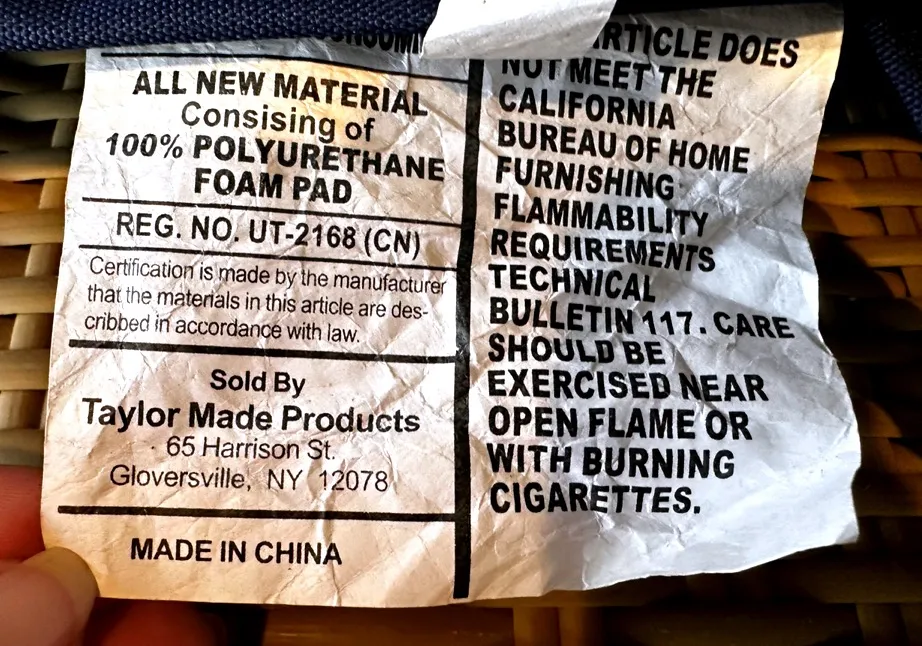 ALL NEW MATERIAL
Consising of
100% POLYURETHANE
FOAM PAD
REG. NO. UT-2168 (CN)
Certification is made by the manufacturer
that the materials in this article are des-
cribbed in accordance with law.
Sold By
Taylor Made Products
65 Harrison St.
Gloversville, NY 12078
MADE IN CHINA
ARTICLE DOES
NOT MEET THE
CALIFORNIA
BUREAU OF HOME
FURNISHING
FLAMMABILITY
REQUIREMENTS
TECHNICAL
BULLETIN 117. CARE
SHOULD BE
EXERCISED NEAR
OPEN FLAME OR
WITH BURNING
CIGARETTES.